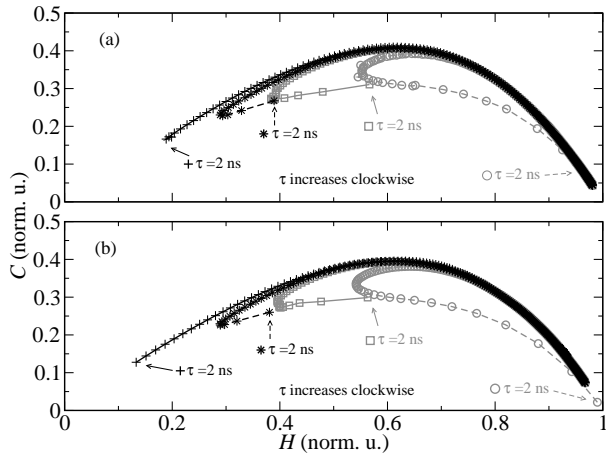 0.5
0.4
0.3
0.2
0.1
0
C (norm. u.)
(a)
+ τ =2 ns
* τ =2 ns
□ τ =2 ns
○ τ =2 ns
τ increases clockwise
0.5
0.4
0.3
0.2
0.1
0
C (norm. u.)
(b)
+ τ =2 ns
* τ =2 ns
□ τ =2 ns
○ τ =2 ns
τ increases clockwise
0 0.2 0.4 0.6 0.8 1
H (norm. u.)